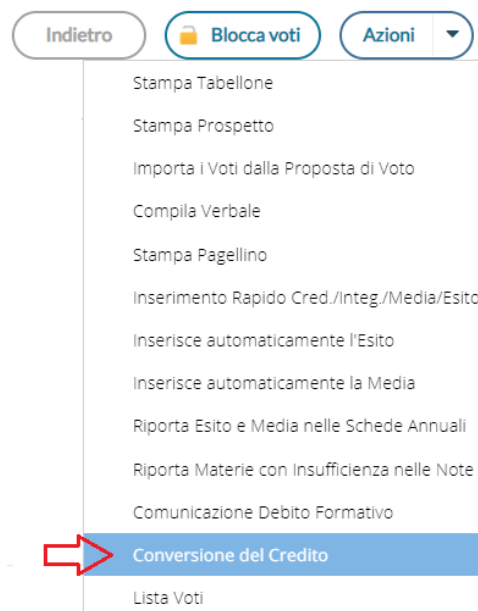 Indietro Blocca voti Azioni
Stampa Tabellone
Stampa Prospetto
Importa i Voti dalla Proposta di Voto
Compila Verbale
Stampa Pagellino
Inserimento Rapido Cred./Integ./Media/Esito
Inserisce automaticamente l'Esito
Inserisce automaticamente la Media
Riporta Esito e Media nelle Schede Annuali
Riporta Materie con Insufficienza nelle Note
Comunicazione Debito Formativo
Conversione del Credito
Lista Voti